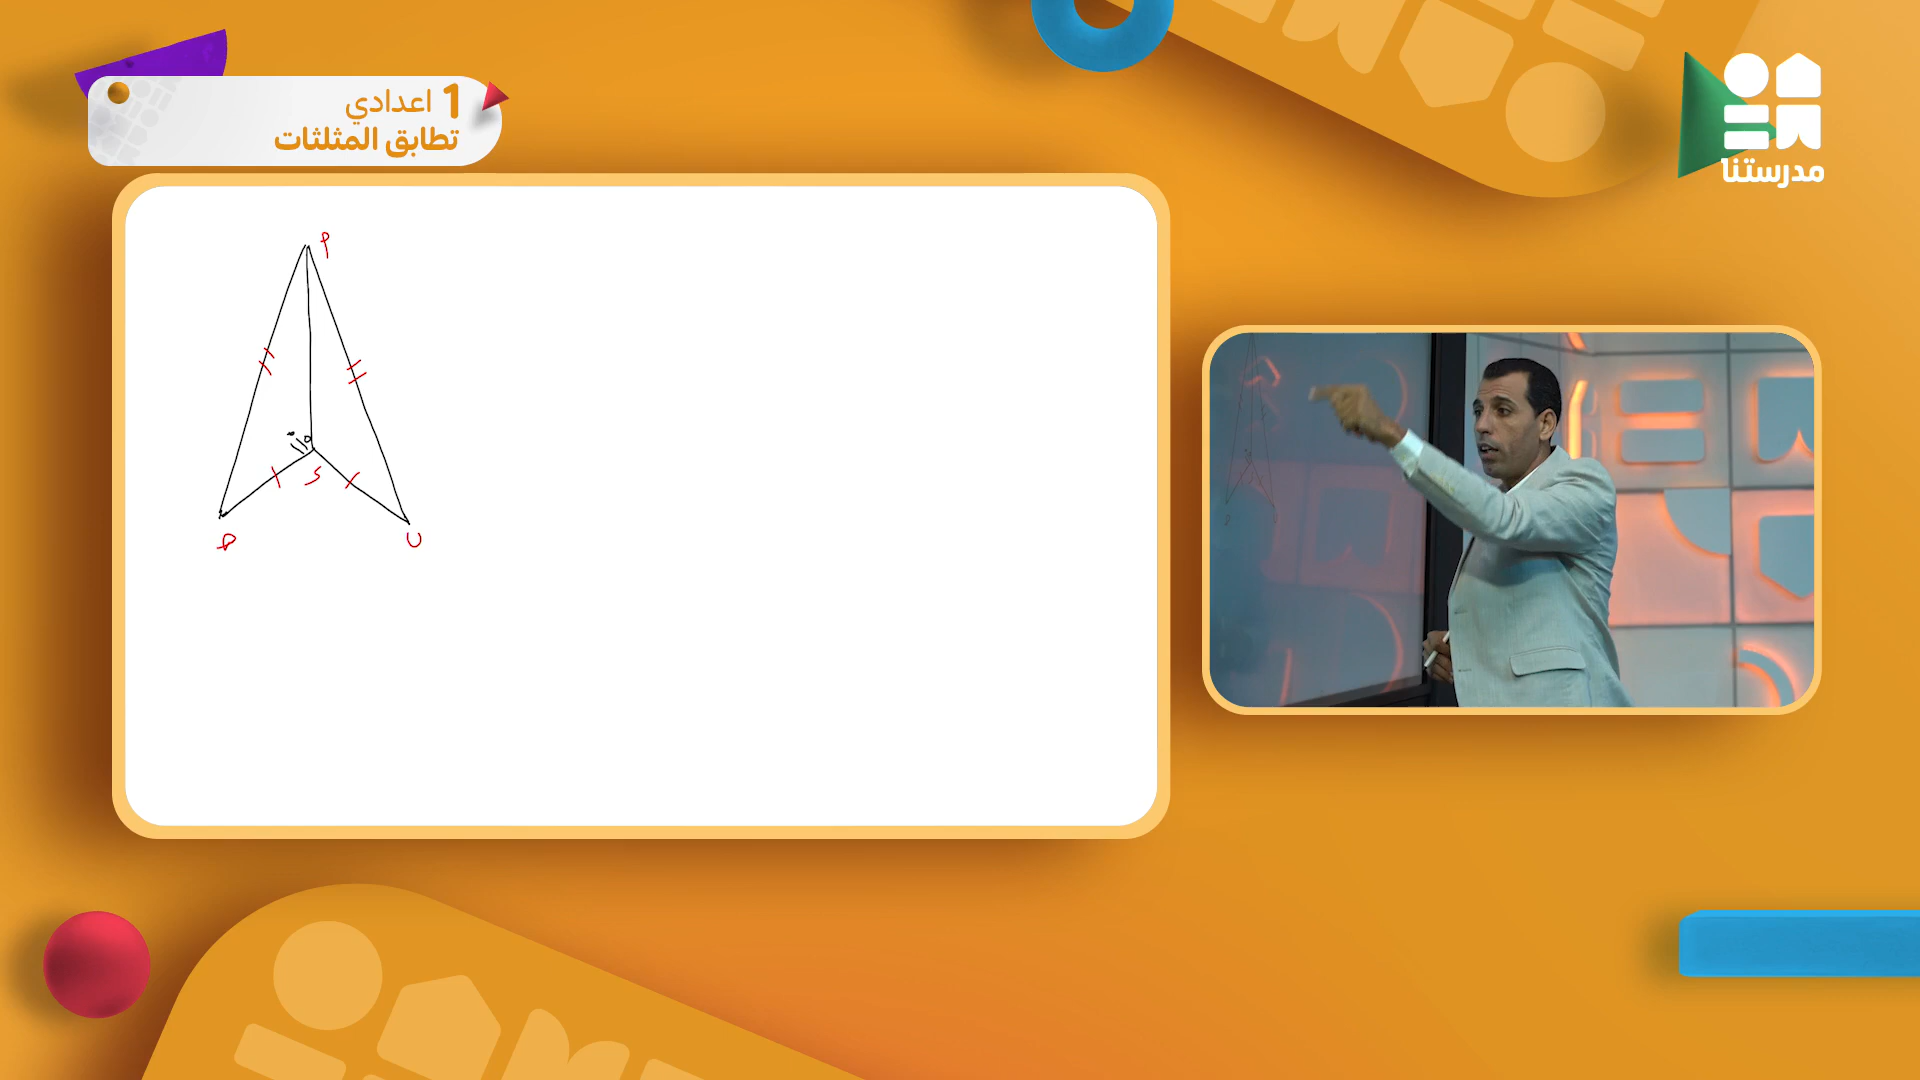 1 اعدادي
تطابق المثلثات
مدرستنا
م
د
ب
هـ